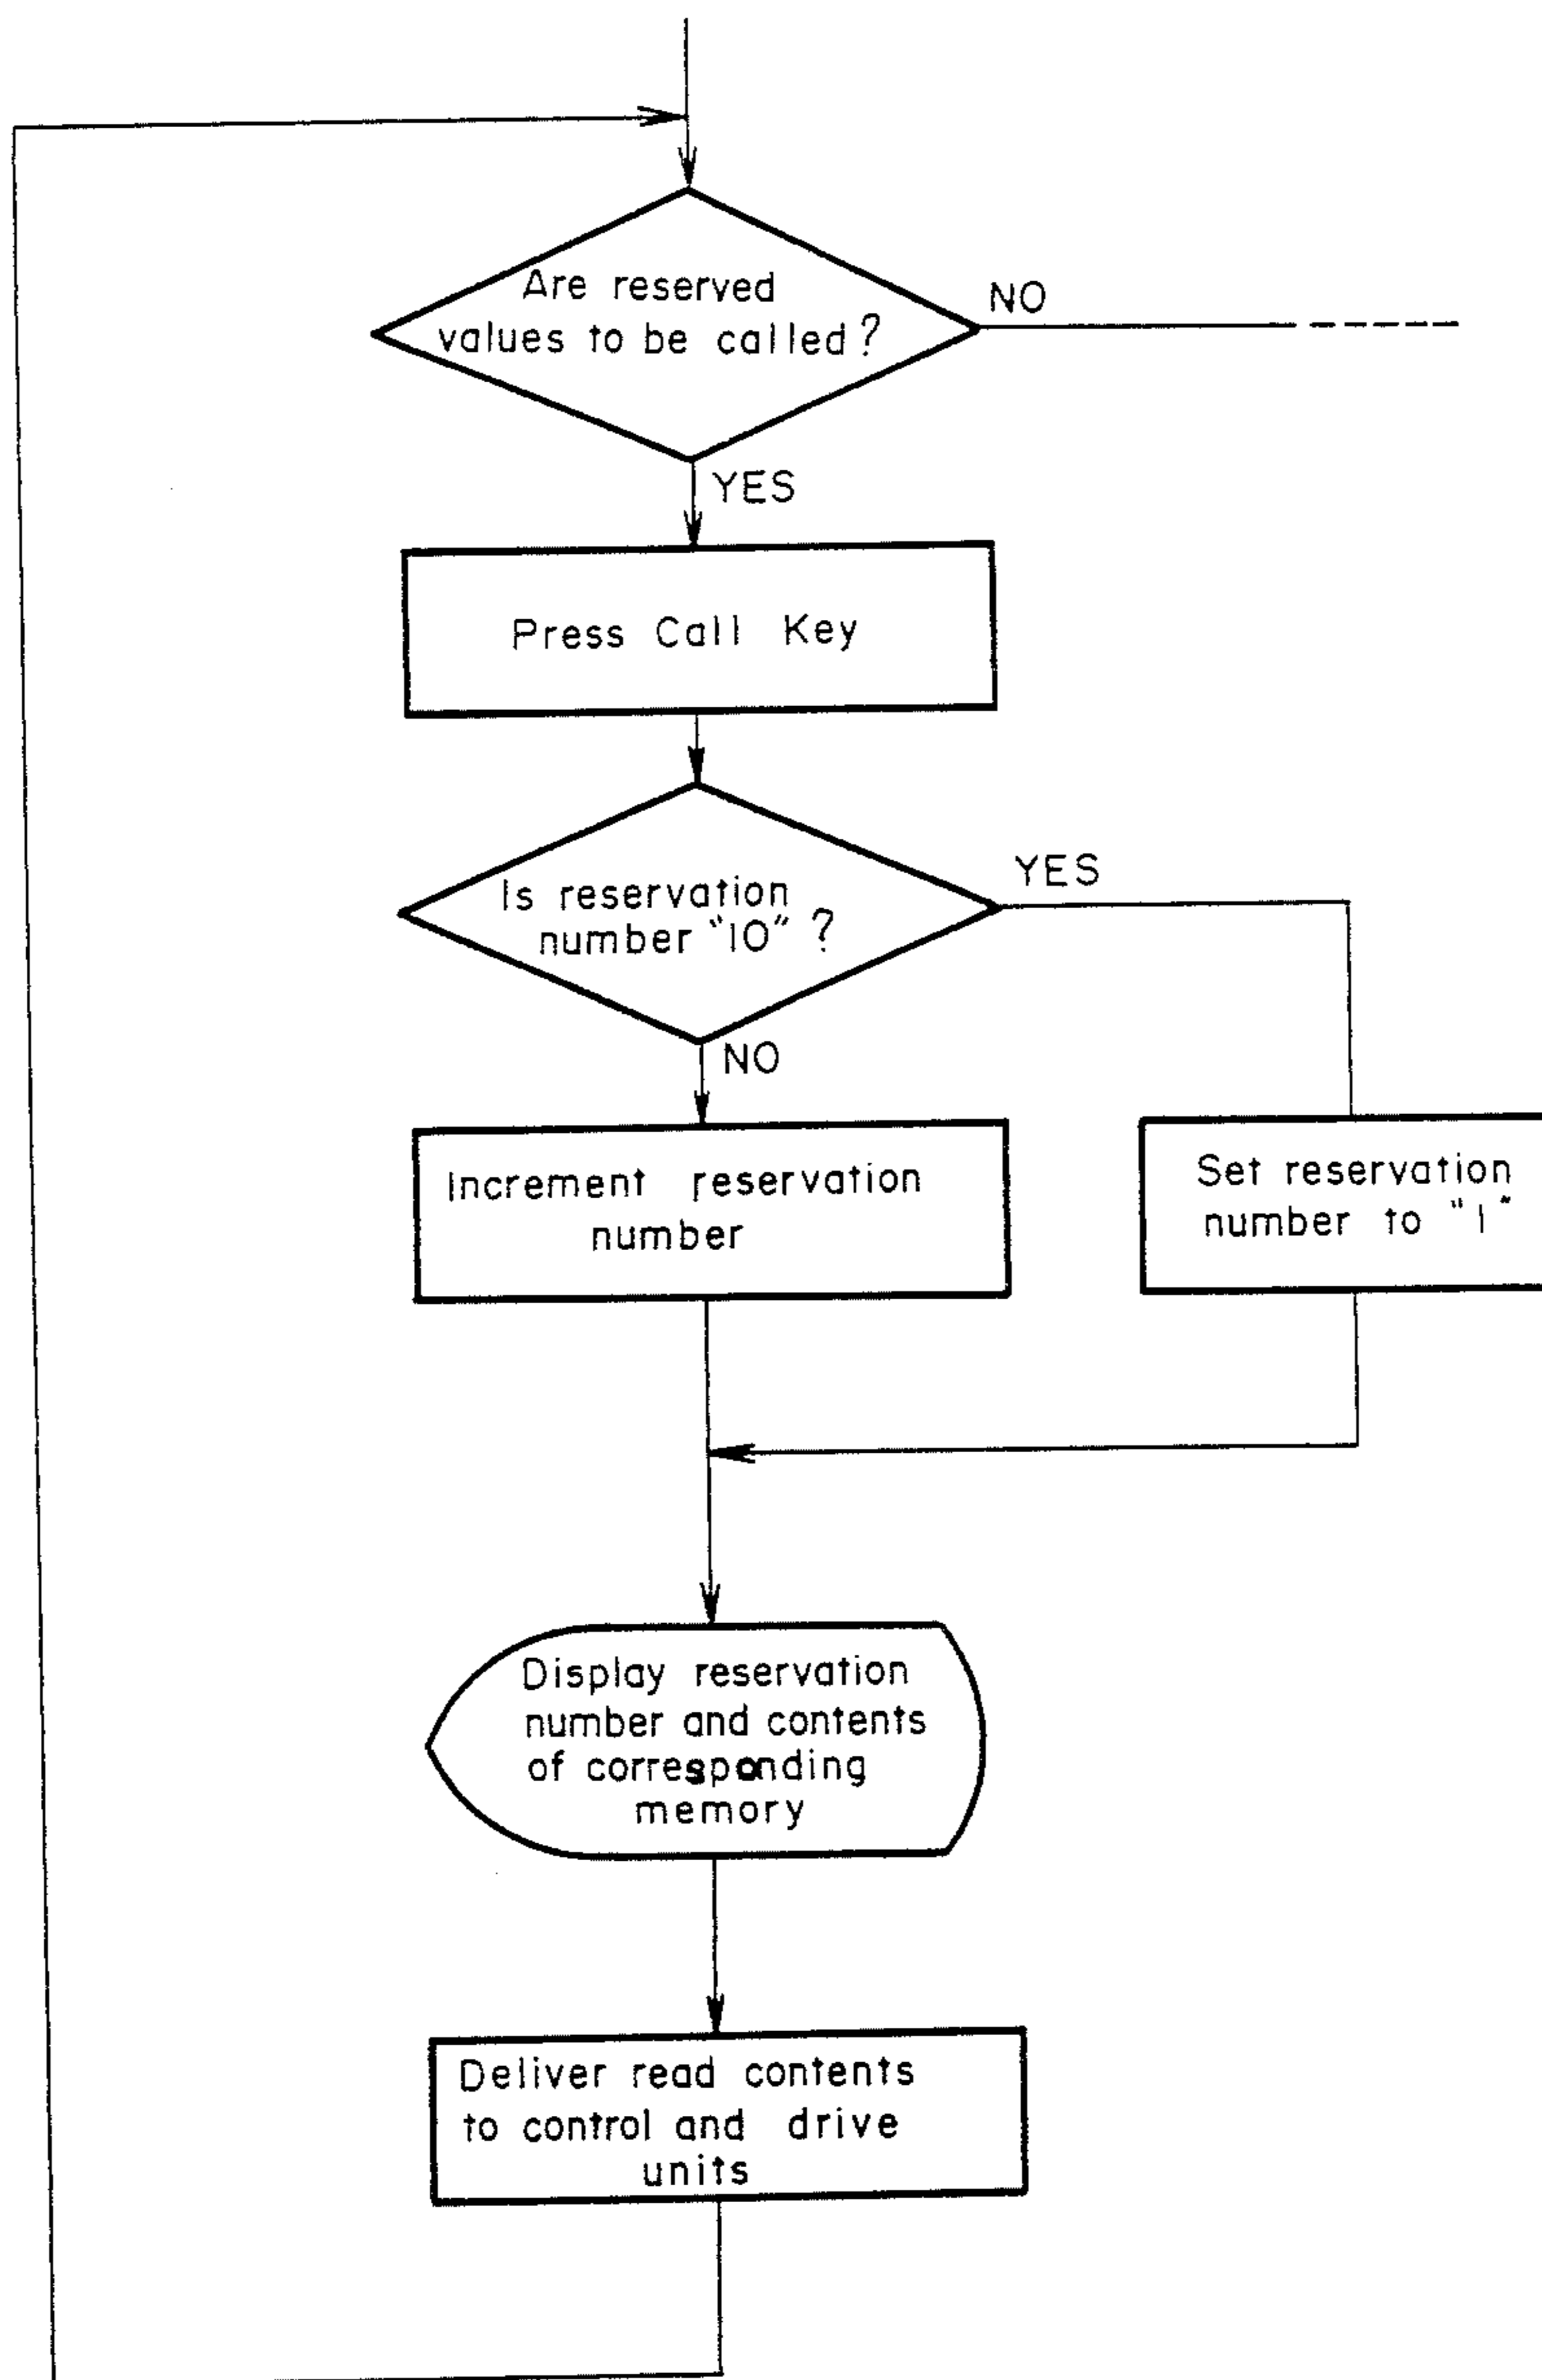 Are reserved
values to be called?
NO
YES
Press Call Key
Is reservation
number "10" ?
YES
NO
Increment reservation
number
Set reservation
number to "1"
Display reservation
number and contents
of corresponding
memory
Deliver read contents
to control and drive
units